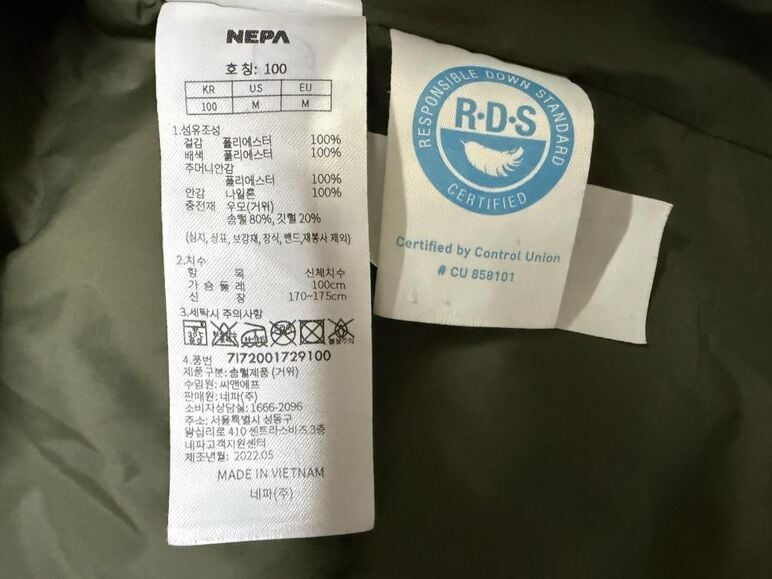 NEPA
호 칭: 100
KR US EU
100 M M
1.섬유조성
겉감 폴리에스터 100%
배색 폴리에스터 100%
주머니안감
폴리에스터 100%
안감 나일론 100%
충전재 우모(거위)
솜털 80%, 깃털 20%
(심지, 상표, 보강재, 장식, 밴드,재봉사 제외)
2.치수
항 목 신체치수
가 슴 둘 레 100cm
신 장 170~175cm
3.세탁시 주의사항
4.품번 7I72001729100
제품구분: 솜털제품 (거위)
수입원: 씨앤에프
판매원: 네파(주)
소비자상담실: 1666-2096
주소: 서울특별시 성동구
왕십리로 410 센트라스비즈3층
네파고객지원센터
제조년월: 2022.05
MADE IN VIETNAM
네파(주)
RESPONSIBLE DOWN STANDARD
R·D·S
CERTIFIED
Certified by Control Union
# CU 858101